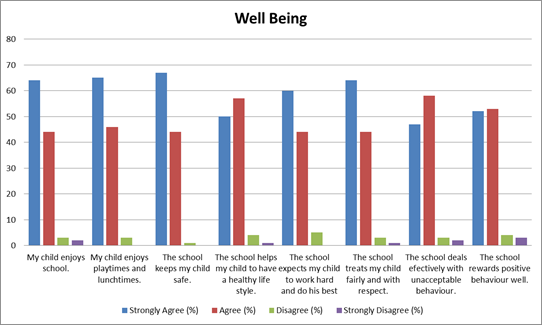 Well Being
80
70
60
50
40
30
20
10
0
My child enjoys
school.
My child enjoys
playtimes and
lunchtimes.
The school
keeps my child
safe.
The school helps
my child to have
a healthy life
style.
The school
expects my child
to work hard
and do his best
The school
treats my child
fairly and with
respect.
The school deals
efectively with
unacceptable
behaviour.
The school
rewards positive
behaviour well.
Strongly Agree (%)
Agree (%)
Disagree (%)
Strongly Disagree (%)